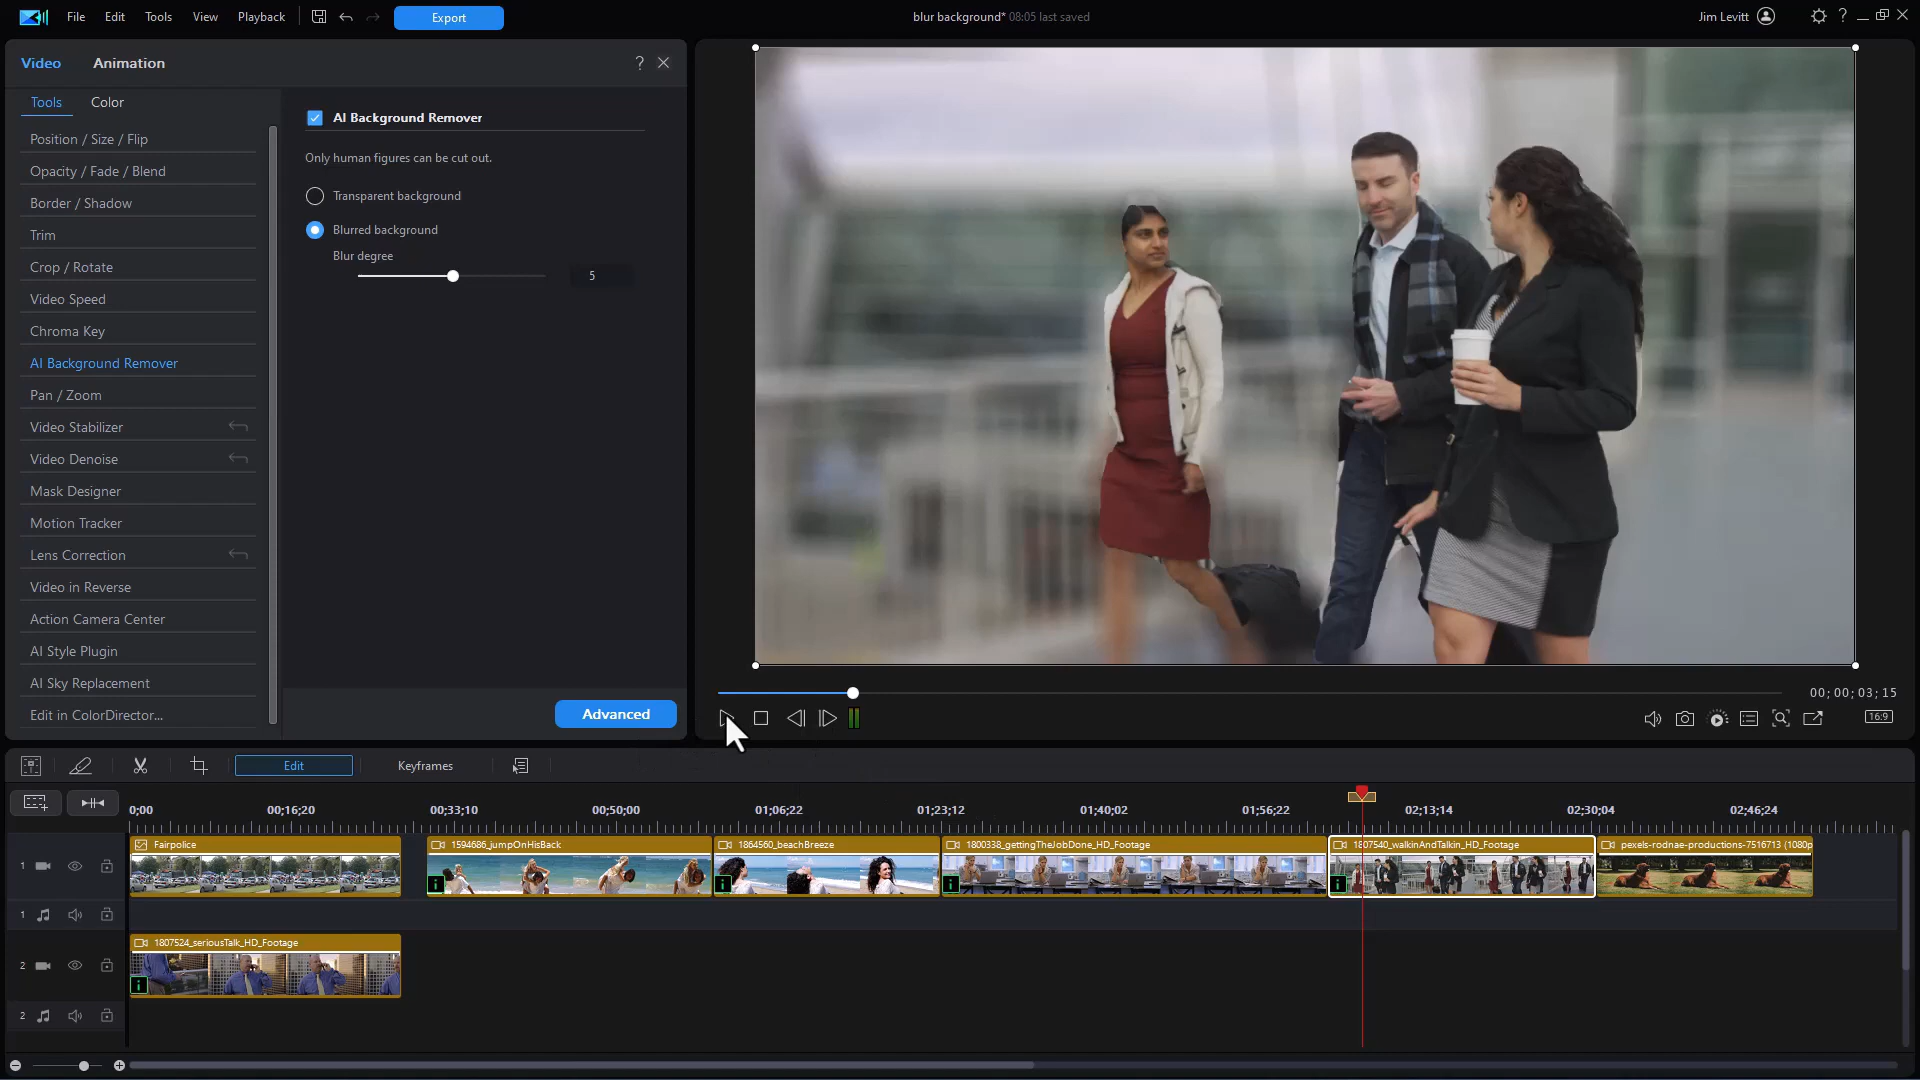 File Edit Tools View Playback Export blur background* 08:05 last saved Jim Levitt ?
Video Animation ?
Tools Color
Position / Size / Flip
Opacity / Fade / Blend
Border / Shadow
Trim
Crop / Rotate
Video Speed
Chroma Key
AI Background Remover
Pan / Zoom
Video Stabilizer
Video Denoise
Mask Designer
Motion Tracker
Lens Correction
Video in Reverse
Action Camera Center
AI Style Plugin
AI Sky Replacement
Edit in ColorDirector...
AI Background Remover
Only human figures can be cut out.
Transparent background
Blurred background
Blur degree
5
Advanced
00;00;03;15
16:9
Edit Keyframes
0;00 00;16;20 00;33;10 00;50;00 01;06;22 01;23;12 01;40;02 01;56;22 02;13;14 02;30;04 02;46;24
1 Fairpolice 1594686_jumpOnHisBack 1864560_beachBreeze 1800338_gettingTheJobDone_HD_Footage 1807540_walkinAndTalkin_HD_Footage pexels-rodnae-productions-7516713 (1080p
i i i i
1
2 1807524_seriousTalk_HD_Footage
i
2